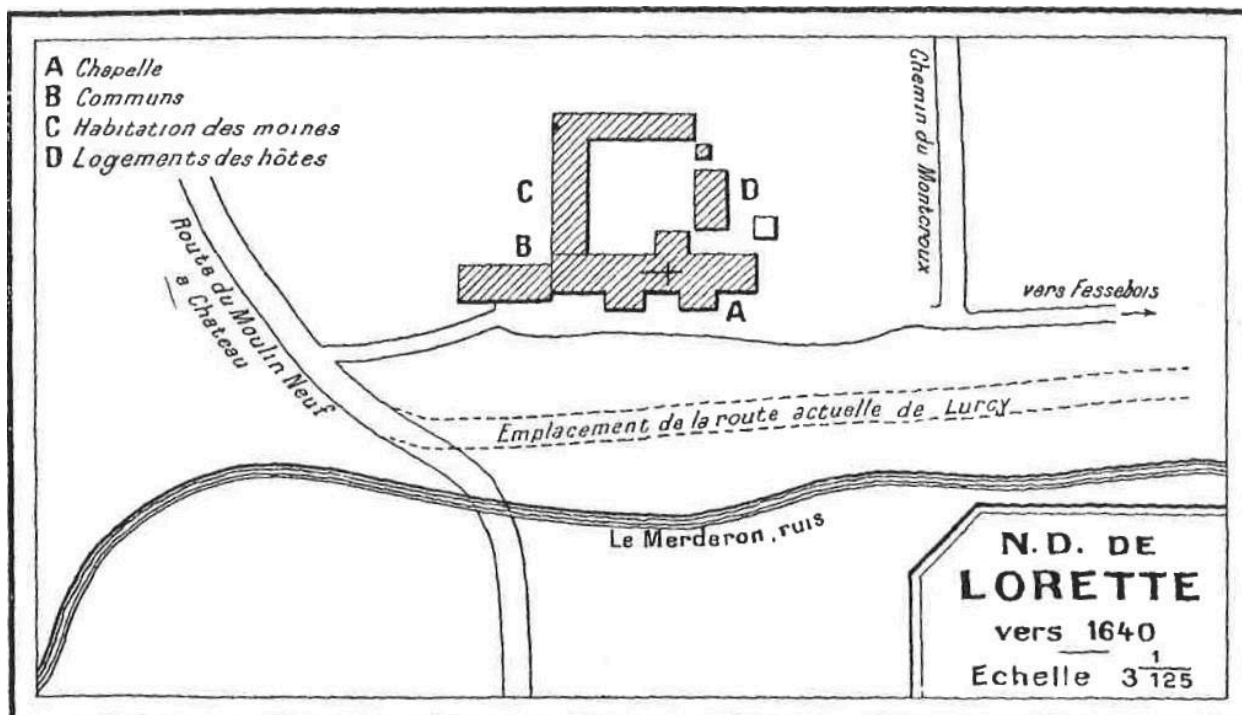 A Chapelle
B Communs
C Habitation des moines
D Logements des hôtes
C
D
B
A
Chemin du Montcroux
vers Fessebois
Route du Moulin Neuf
a Chateau
Emplacement de la route actuelle de Lurcy
Le Merderon, ruis
N.D. DE
LORETTE
vers 1640
Echelle 3 1/125